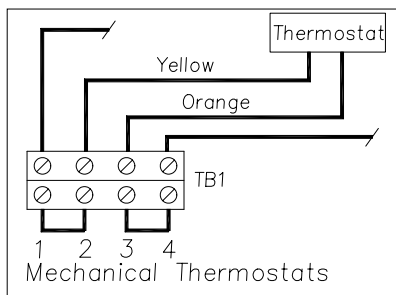 Thermostat
Yellow
Orange
TB1
1 2 3 4
Mechanical Thermostats